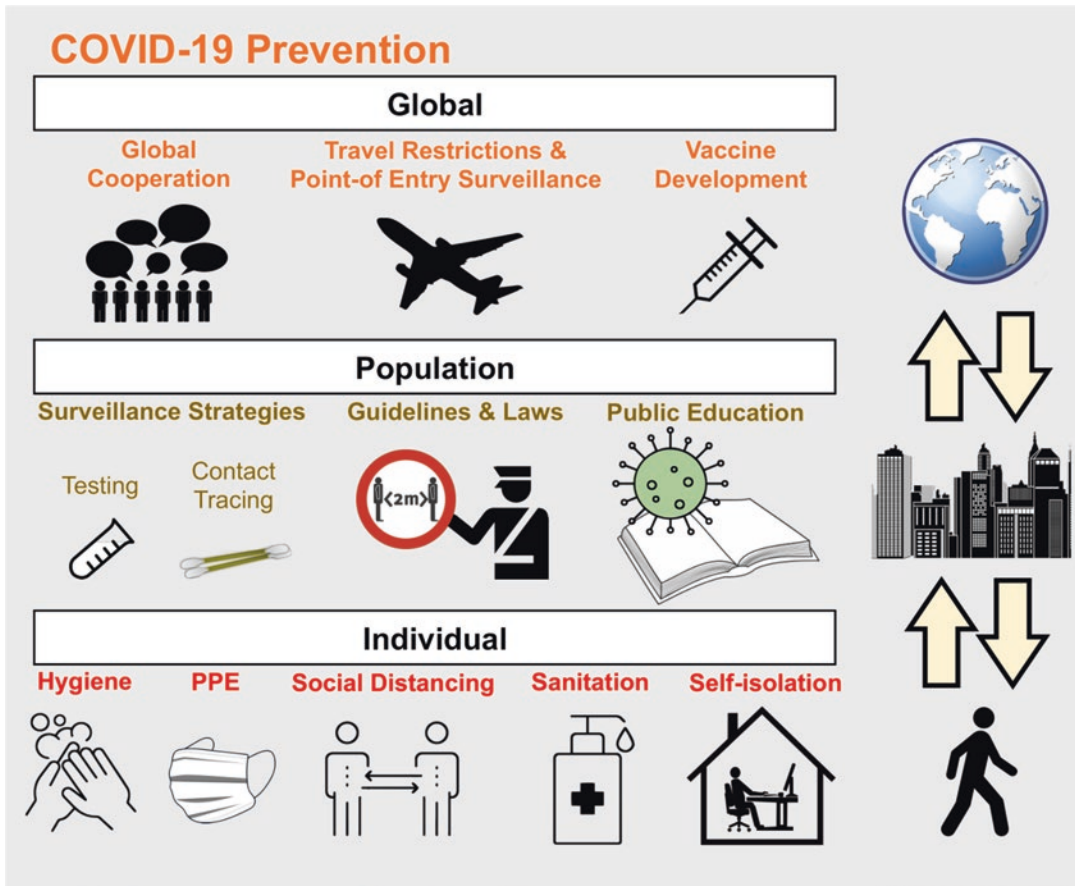 COVID-19 Prevention
Global
Global
Cooperation
Travel Restrictions &
Point-of Entry Surveillance
Vaccine
Development
Population
Surveillance Strategies
Guidelines & Laws
Public Education
Testing
Contact
Tracing
<2m>
Individual
Hygiene
PPE
Social Distancing
Sanitation
Self-isolation